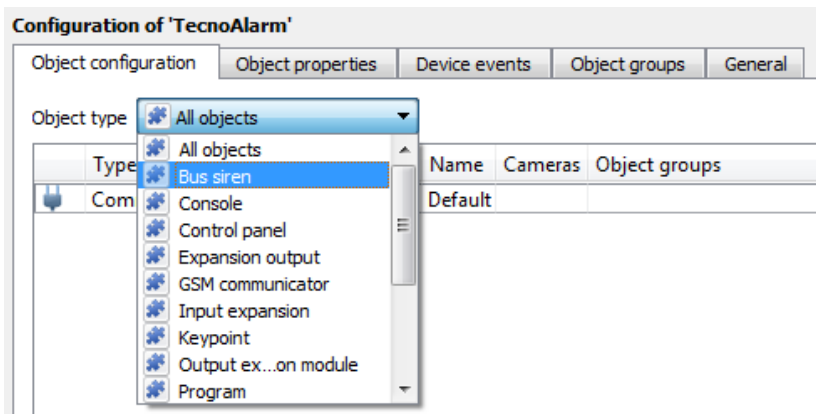 Configuration of 'TecnoAlarm'
Object configuration Object properties Device events Object groups General
Object type All objects
Type Name Cameras Object groups
Com Default
All objects
Bus siren
Console
Control panel
Expansion output
GSM communicator
Input expansion
Keypoint
Output ex...on module
Program